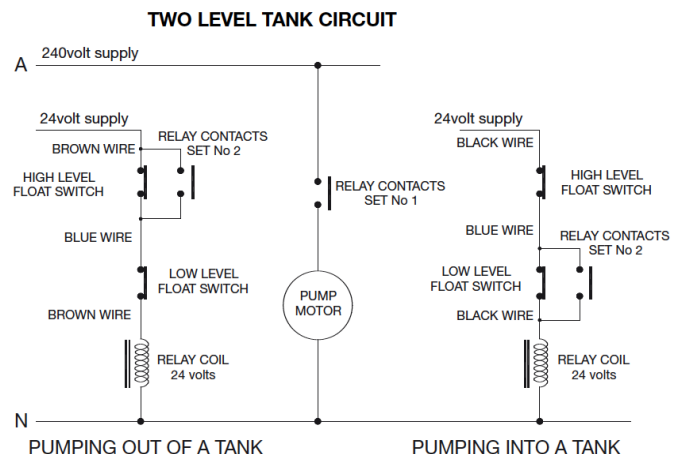 TWO LEVEL TANK CIRCUIT
240volt supply
A
24volt supply
BROWN WIRE
RELAY CONTACTS
SET No 2
HIGH LEVEL
FLOAT SWITCH
BLUE WIRE
LOW LEVEL
FLOAT SWITCH
BROWN WIRE
RELAY COIL
24 volts
RELAY CONTACTS
SET No 1
PUMP
MOTOR
24volt supply
BLACK WIRE
HIGH LEVEL
FLOAT SWITCH
BLUE WIRE
RELAY CONTACTS
SET No 2
LOW LEVEL
FLOAT SWITCH
BLACK WIRE
RELAY COIL
24 volts
N
PUMPING OUT OF A TANK
PUMPING INTO A TANK